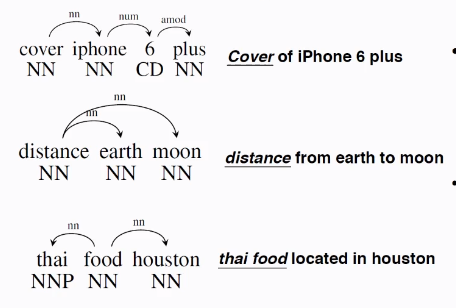 nn num amod
cover iphone 6 plus
NN NN CD NN
Cover of iPhone 6 plus
nn
nn
distance earth moon
NN NN NN
distance from earth to moon
nn nn
thai food houston
NNP NN NN
thai food located in houston